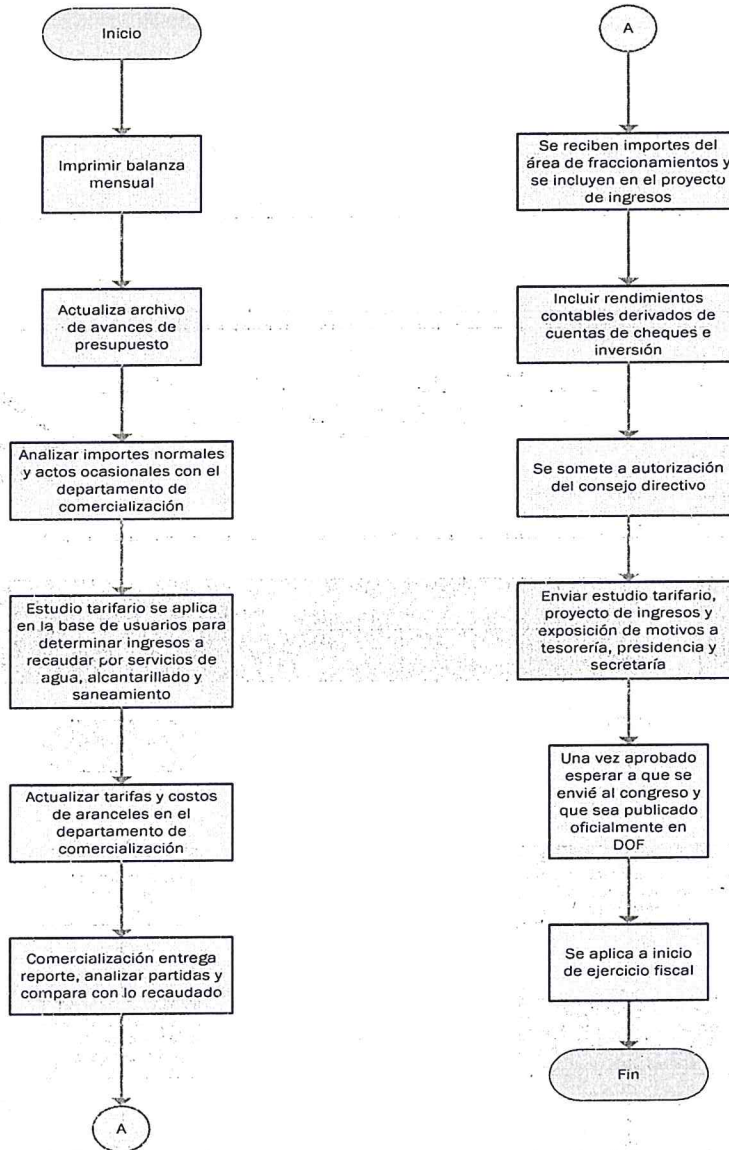 Inicio
Imprimir balanza
mensual
Actualiza archivo
de avances de
presupuesto
Analizar importes normales
y actos ocasionales con el
departamento de
comercialización
Estudio tarifario se aplica
en la base de usuarios para
determinar ingresos a
recaudar por servicios de
agua, alcantarillado y
saneamiento
Actualizar tarifas y costos
de aranceles en el
departamento de
comercialización
Comercialización entrega
reporte, analizar partidas y
compara con lo recaudado
A
A
Se reciben importes del
área de fraccionamientos y
se incluyen en el proyecto
de ingresos
Incluir rendimientos
contables derivados de
cuentas de cheques e
inversión
Se somete a autorización
del consejo directivo
Enviar estudio tarifario,
proyecto de ingresos y
exposición de motivos a
tesorería, presidencia y
secretaría
Una vez aprobado
esperar a que se
envié al congreso y
que sea publicado
oficialmente en
DOF
Se aplica a inicio
de ejercicio fiscal
Fin